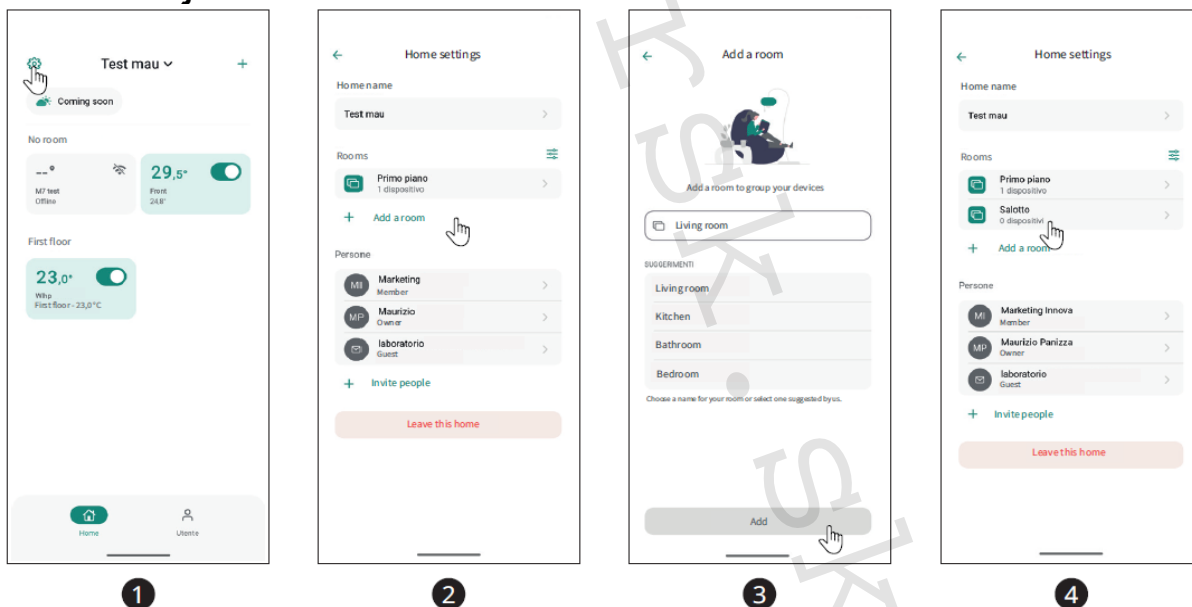 Test mau
+
Coming soon
No room
--°
M7 test
Offline
29,5°
Front
24,8°
First floor
23,0°
Whp
First floor - 23,0°C
Home
Utente
1
Home settings
Home name
Test mau
Rooms
Primo piano
1 dispositivo
+ Add a room
Persone
MI
Marketing
Member
MP
Maurizio
Owner
laboratorio
Guest
+ Invite people
Leave this home
2
Add a room
Add a room to group your devices
Living room
SUGGERIMENTI
Living room
Kitchen
Bathroom
Bedroom
Choose a name for your room or select one suggested by us.
Add
3
Home settings
Home name
Test mau
Rooms
Primo piano
1 dispositivo
Salotto
0 dispositivi
+ Add a room
Persone
MI
Marketing Innova
Member
MP
Maurizio Panizza
Owner
laboratorio
Guest
+ Invite people
Leave this home
4